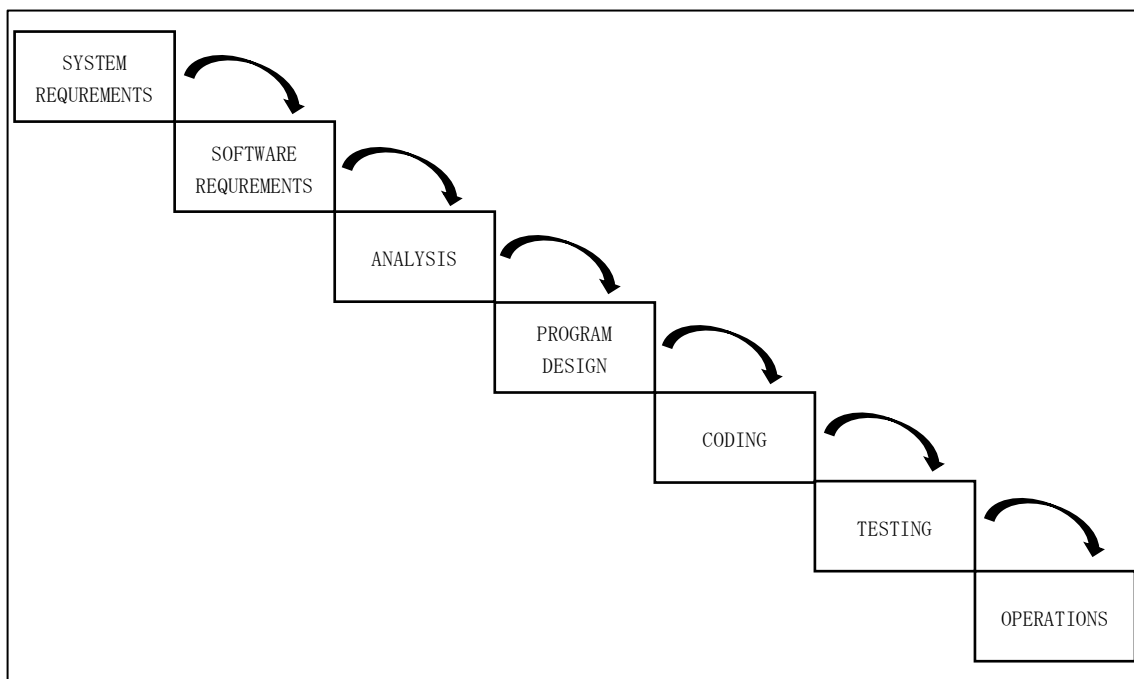 SYSTEM
REQUREMENTS
SOFTWARE
REQUREMENTS
ANALYSIS
PROGRAM
DESIGN
CODING
TESTING
OPERATIONS